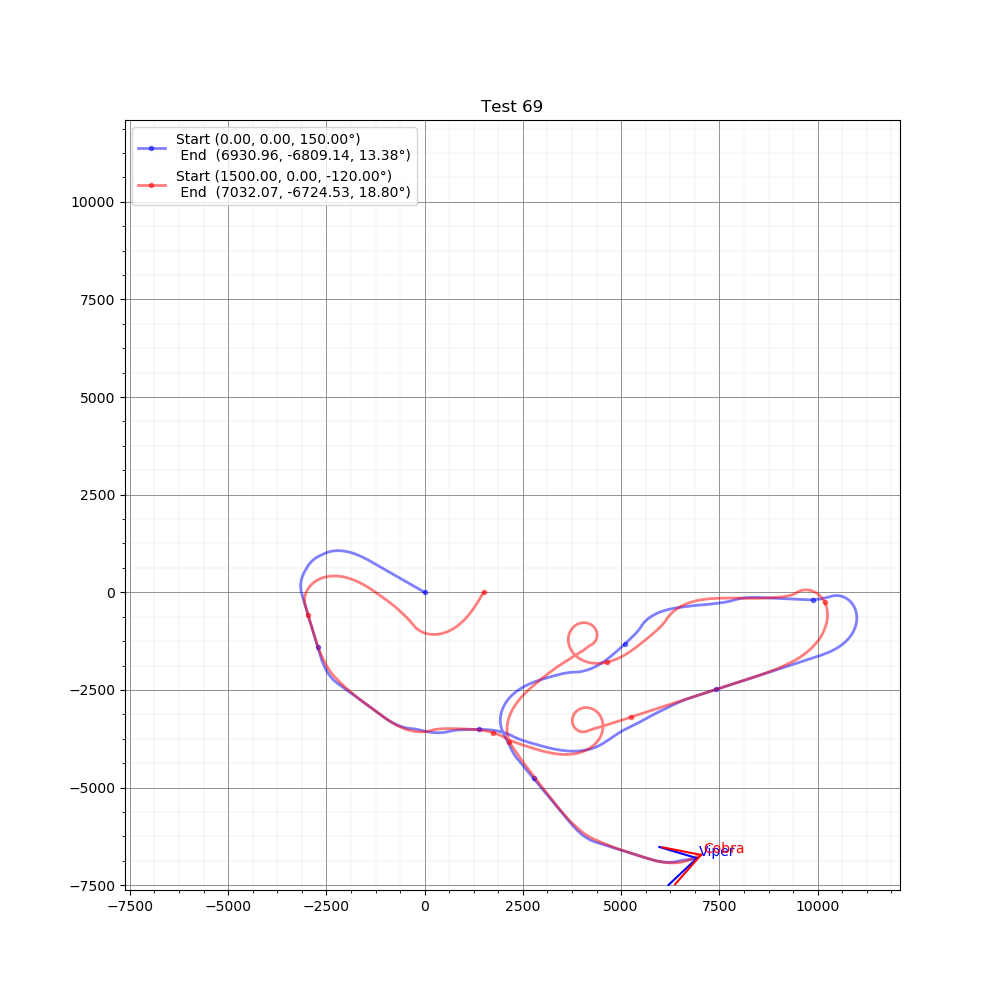 Test 69
Start (0.00, 0.00, 150.00°)
End (6930.96, -6809.14, 13.38°)
Start (1500.00, 0.00, -120.00°)
End (7032.07, -6724.53, 18.80°)
10000
7500
5000
2500
0
−2500
−5000
−7500
Cobra
Viper
−7500 −5000 −2500 0 2500 5000 7500 10000